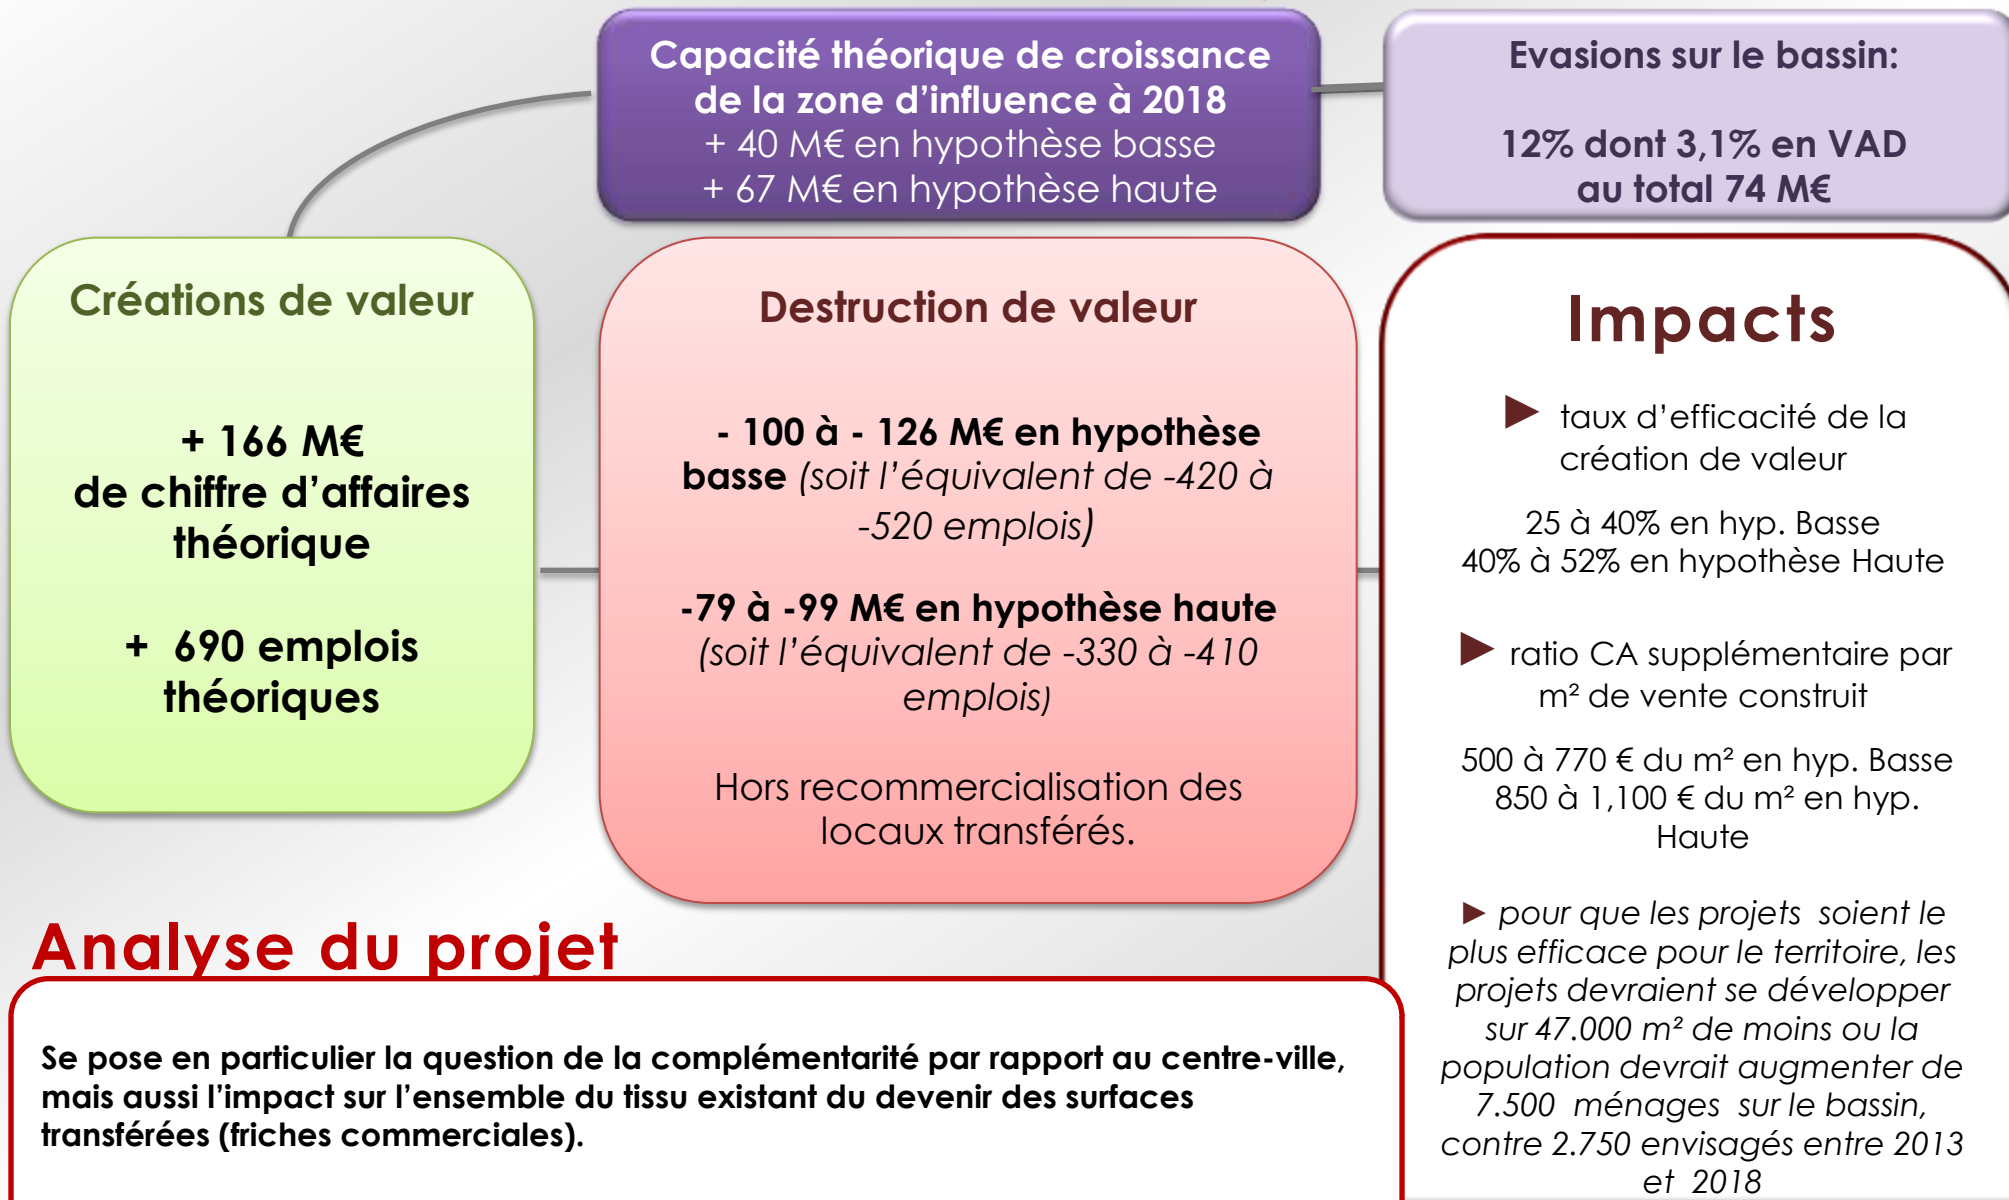 Capacité théorique de croissance
de la zone d'influence à 2018
+ 40 M€ en hypothèse basse
+ 67 M€ en hypothèse haute
Evasions sur le bassin:
12% dont 3,1% en VAD
au total 74 M€
Créations de valeur
+ 166 M€
de chiffre d'affaires
théorique
+ 690 emplois
théoriques
Destruction de valeur
- 100 à - 126 M€ en hypothèse
basse (soit l'équivalent de -420 à
-520 emplois)
-79 à -99 M€ en hypothèse haute
(soit l'équivalent de -330 à -410
emplois)
Hors recommercialisation des
locaux transférés.
Impacts
► taux d'efficacité de la
création de valeur
25 à 40% en hyp. Basse
40% à 52% en hypothèse Haute
► ratio CA supplémentaire par
m² de vente construit
500 à 770 € du m² en hyp. Basse
850 à 1,100 € du m² en hyp.
Haute
► pour que les projets soient le
plus efficace pour le territoire, les
projets devraient se développer
sur 47.000 m² de moins ou la
population devrait augmenter de
7.500 ménages sur le bassin,
contre 2.750 envisagés entre 2013
et 2018
Analyse du projet
Se pose en particulier la question de la complémentarité par rapport au centre-ville,
mais aussi l'impact sur l'ensemble du tissu existant du devenir des surfaces
transférées (friches commerciales).